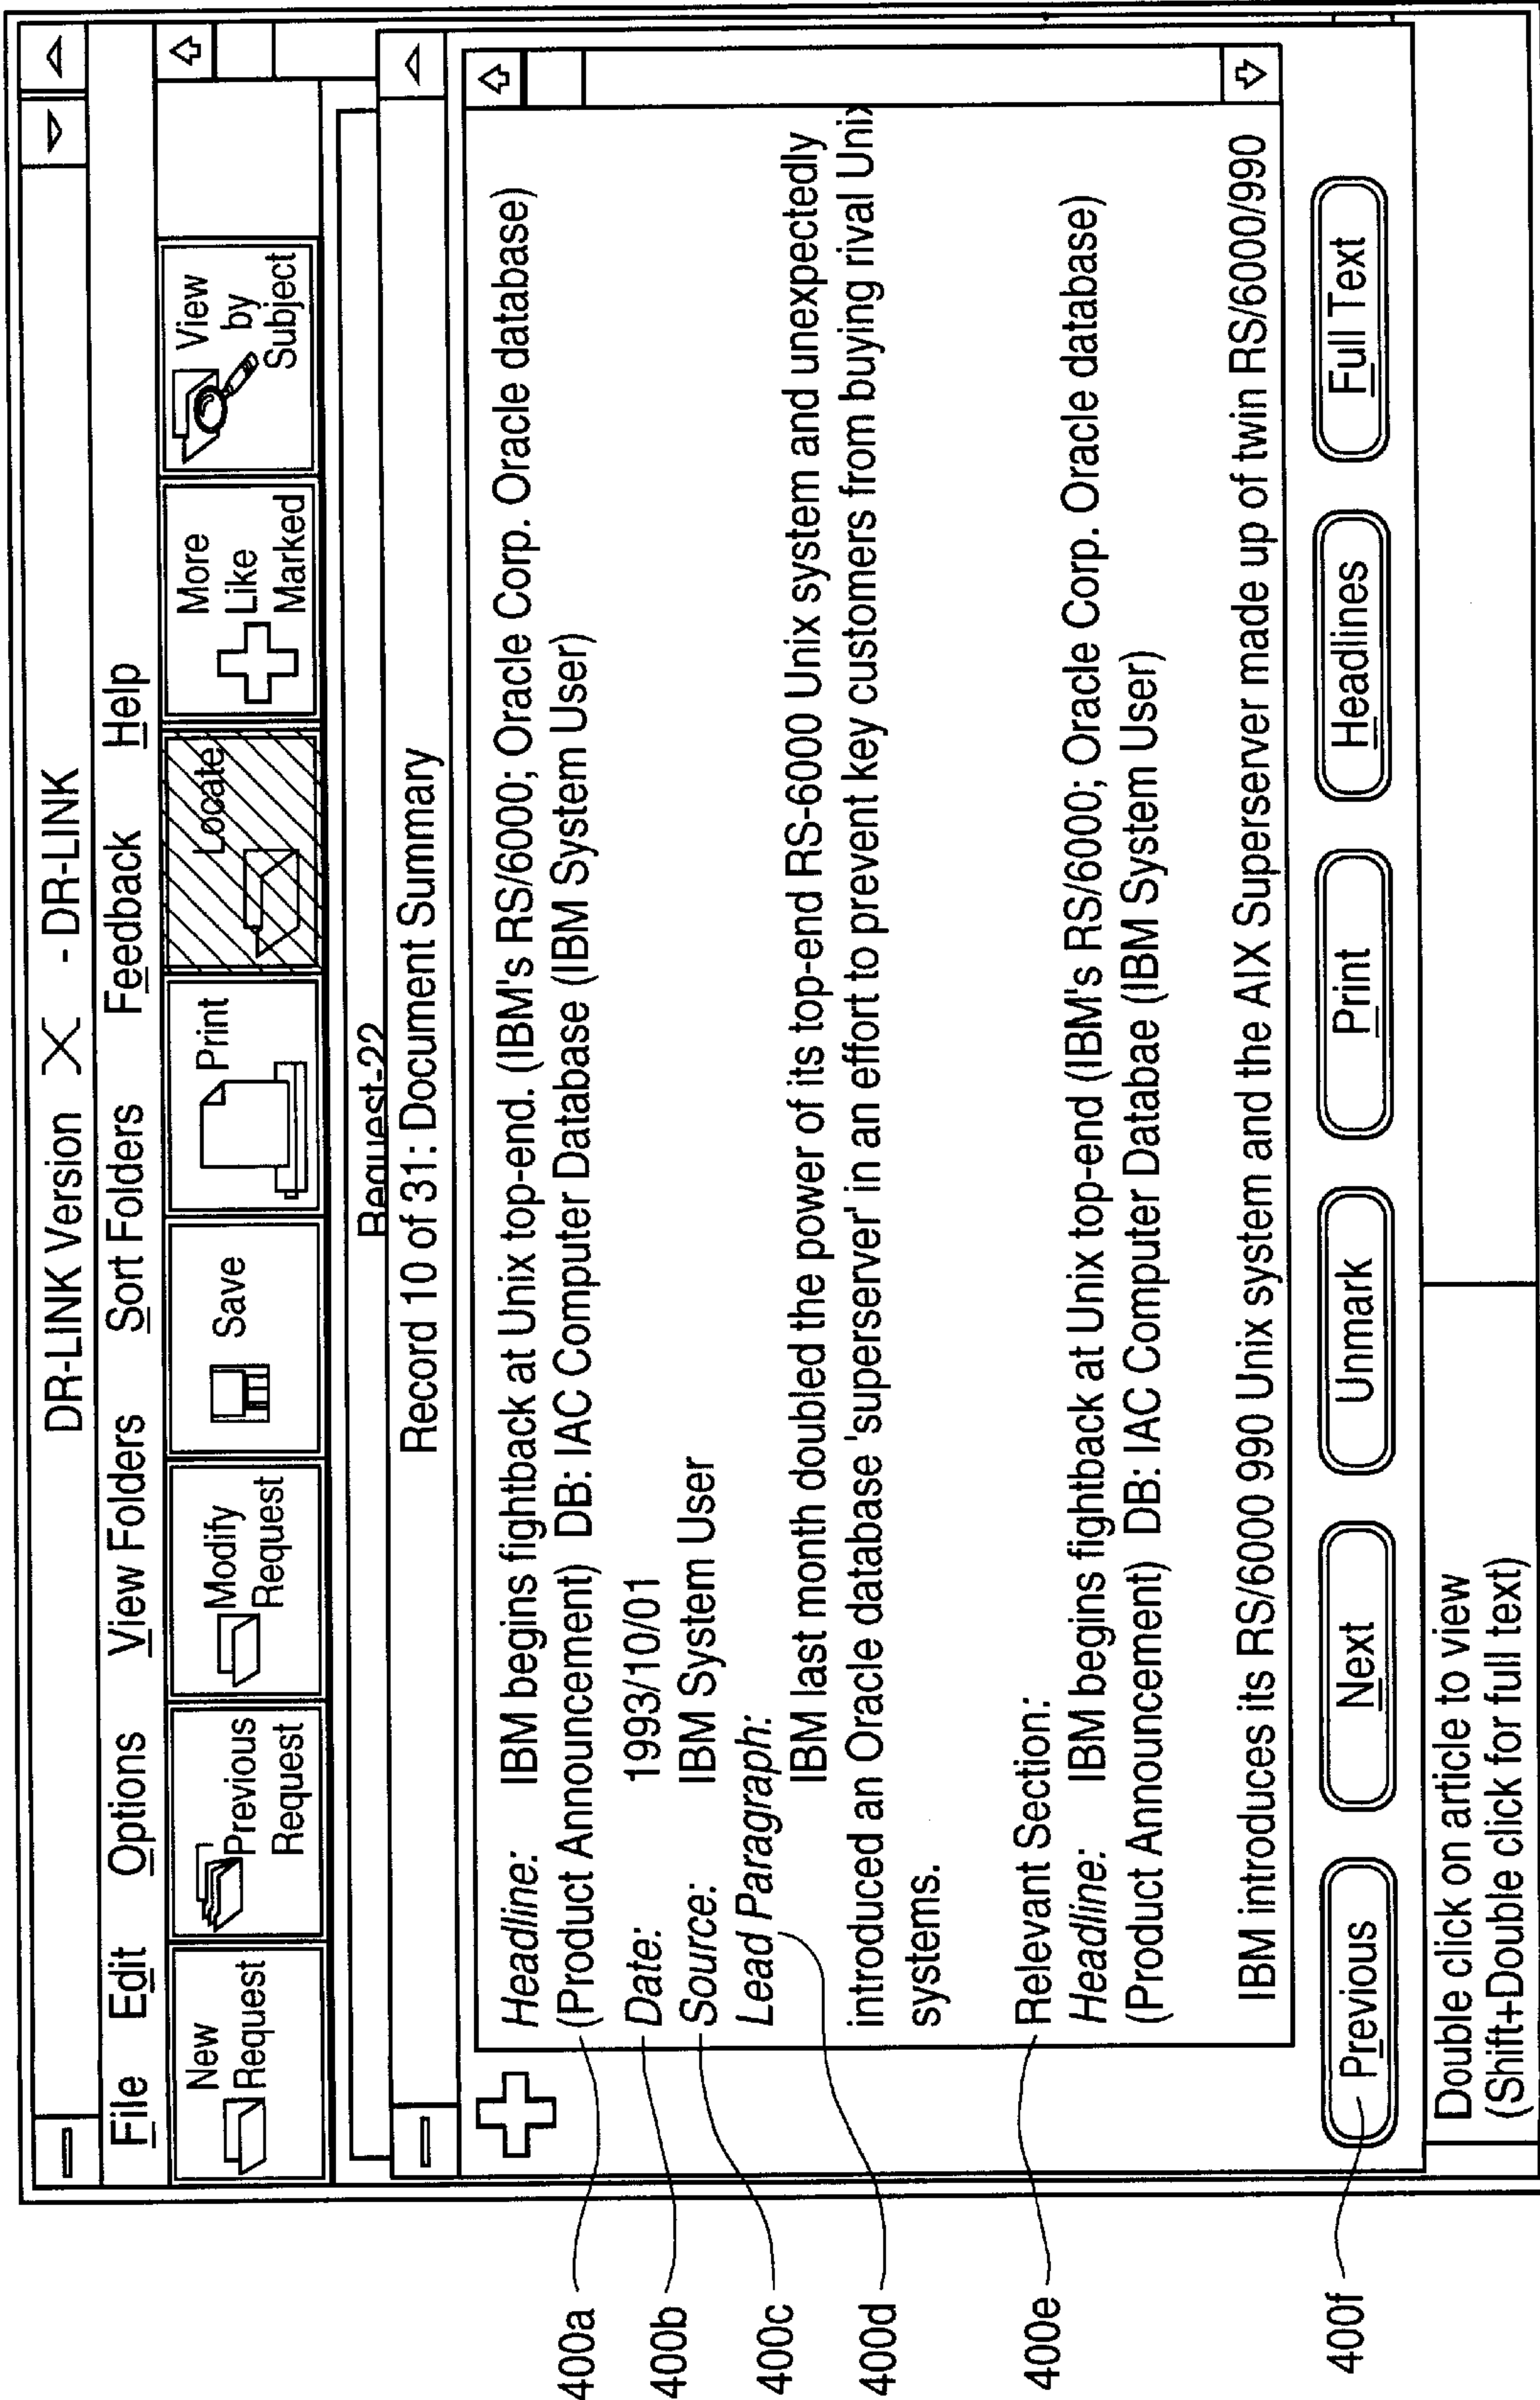 DR-LINK Version X - DR-LINK
File Edit Options View Folders Sort Folders Feedback Help
New Request
Previous Request
Modify Request
Save
Print
Locate
More Like Marked
View by Subject
Request-22
Record 10 of 31: Document Summary
Headline: IBM begins fightback at Unix top-end. (IBM's RS/6000; Oracle Corp. Oracle database)
(Product Announcement) DB: IAC Computer Database (IBM System User)
Date: 1993/10/01
Source: IBM System User
Lead Paragraph:
IBM last month doubled the power of its top-end RS-6000 Unix system and unexpectedly
introduced an Oracle database 'superserver' in an effort to prevent key customers from buying rival Unix
systems.
Relevant Section:
Headline: IBM begins fightback at Unix top-end (IBM's RS/6000; Oracle Corp. Oracle database)
(Product Announcement) DB: IAC Computer Databae (IBM System User)
IBM introduces its RS/6000 990 Unix system and the AIX Superserver made up of twin RS/6000/990
Previous Next Unmark Print Headlines Full Text
Double click on article to view
(Shift+Double click for full text)
400a
400b
400c
400d
400e
400f